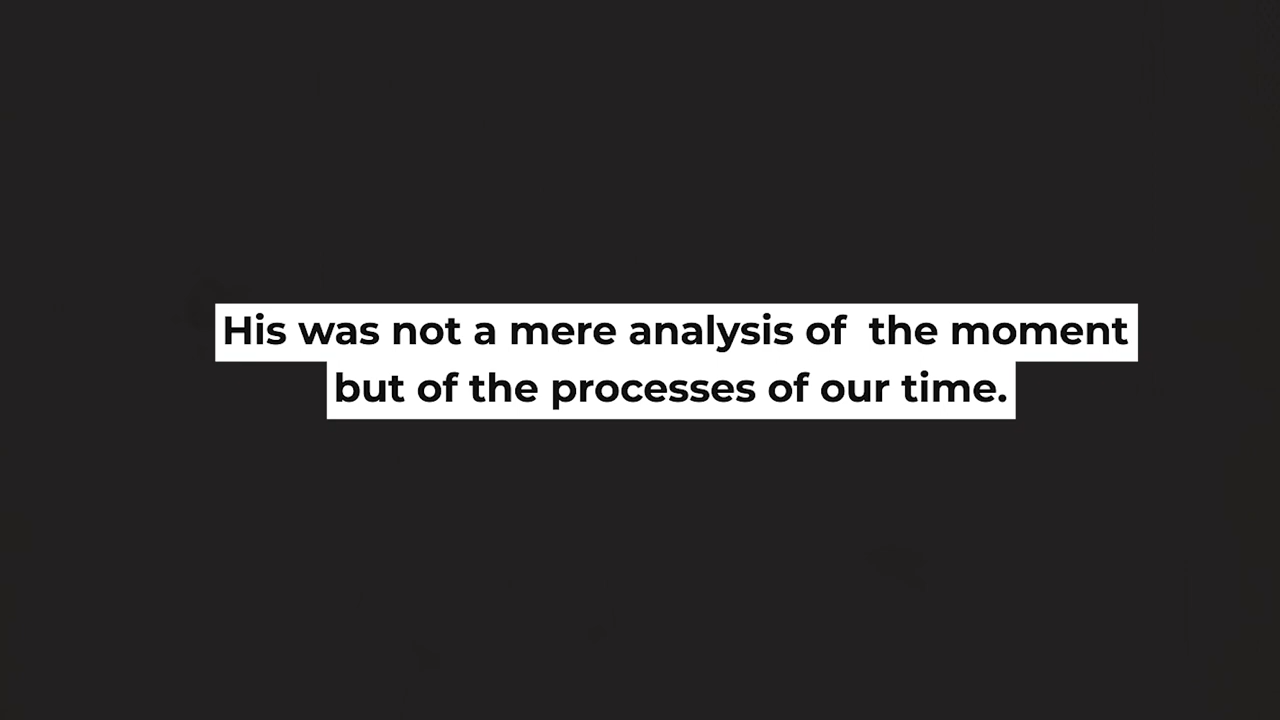 His was not a mere analysis of  the moment
but of the processes of our time.